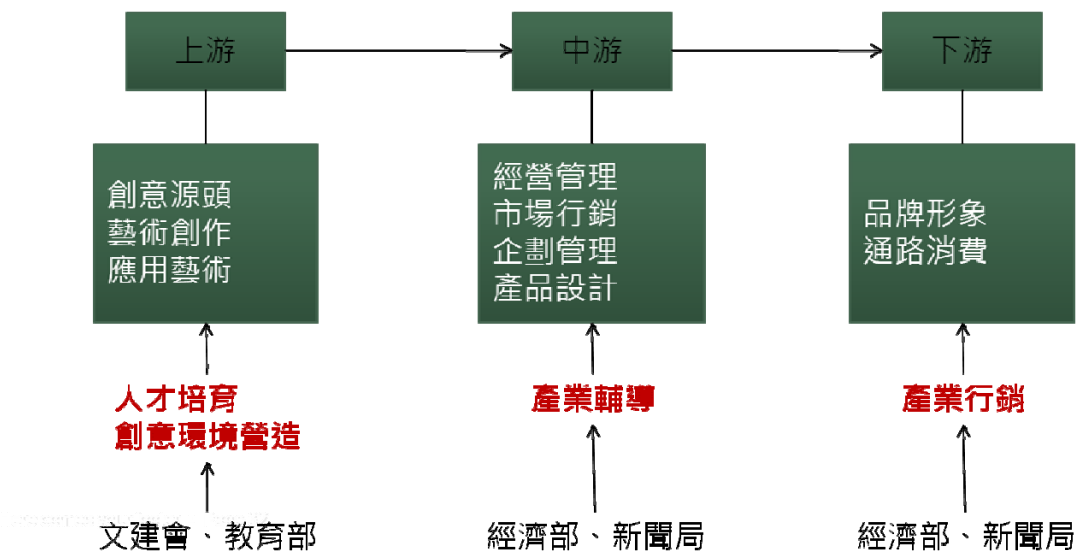 上游
中游
下游
創意源頭
藝術創作
應用藝術
經營管理
市場行銷
企劃管理
產品設計
品牌形象
通路消費
人才培育
創意環境營造
產業輔導
產業行銷
文建會、教育部
經濟部、新聞局
經濟部、新聞局